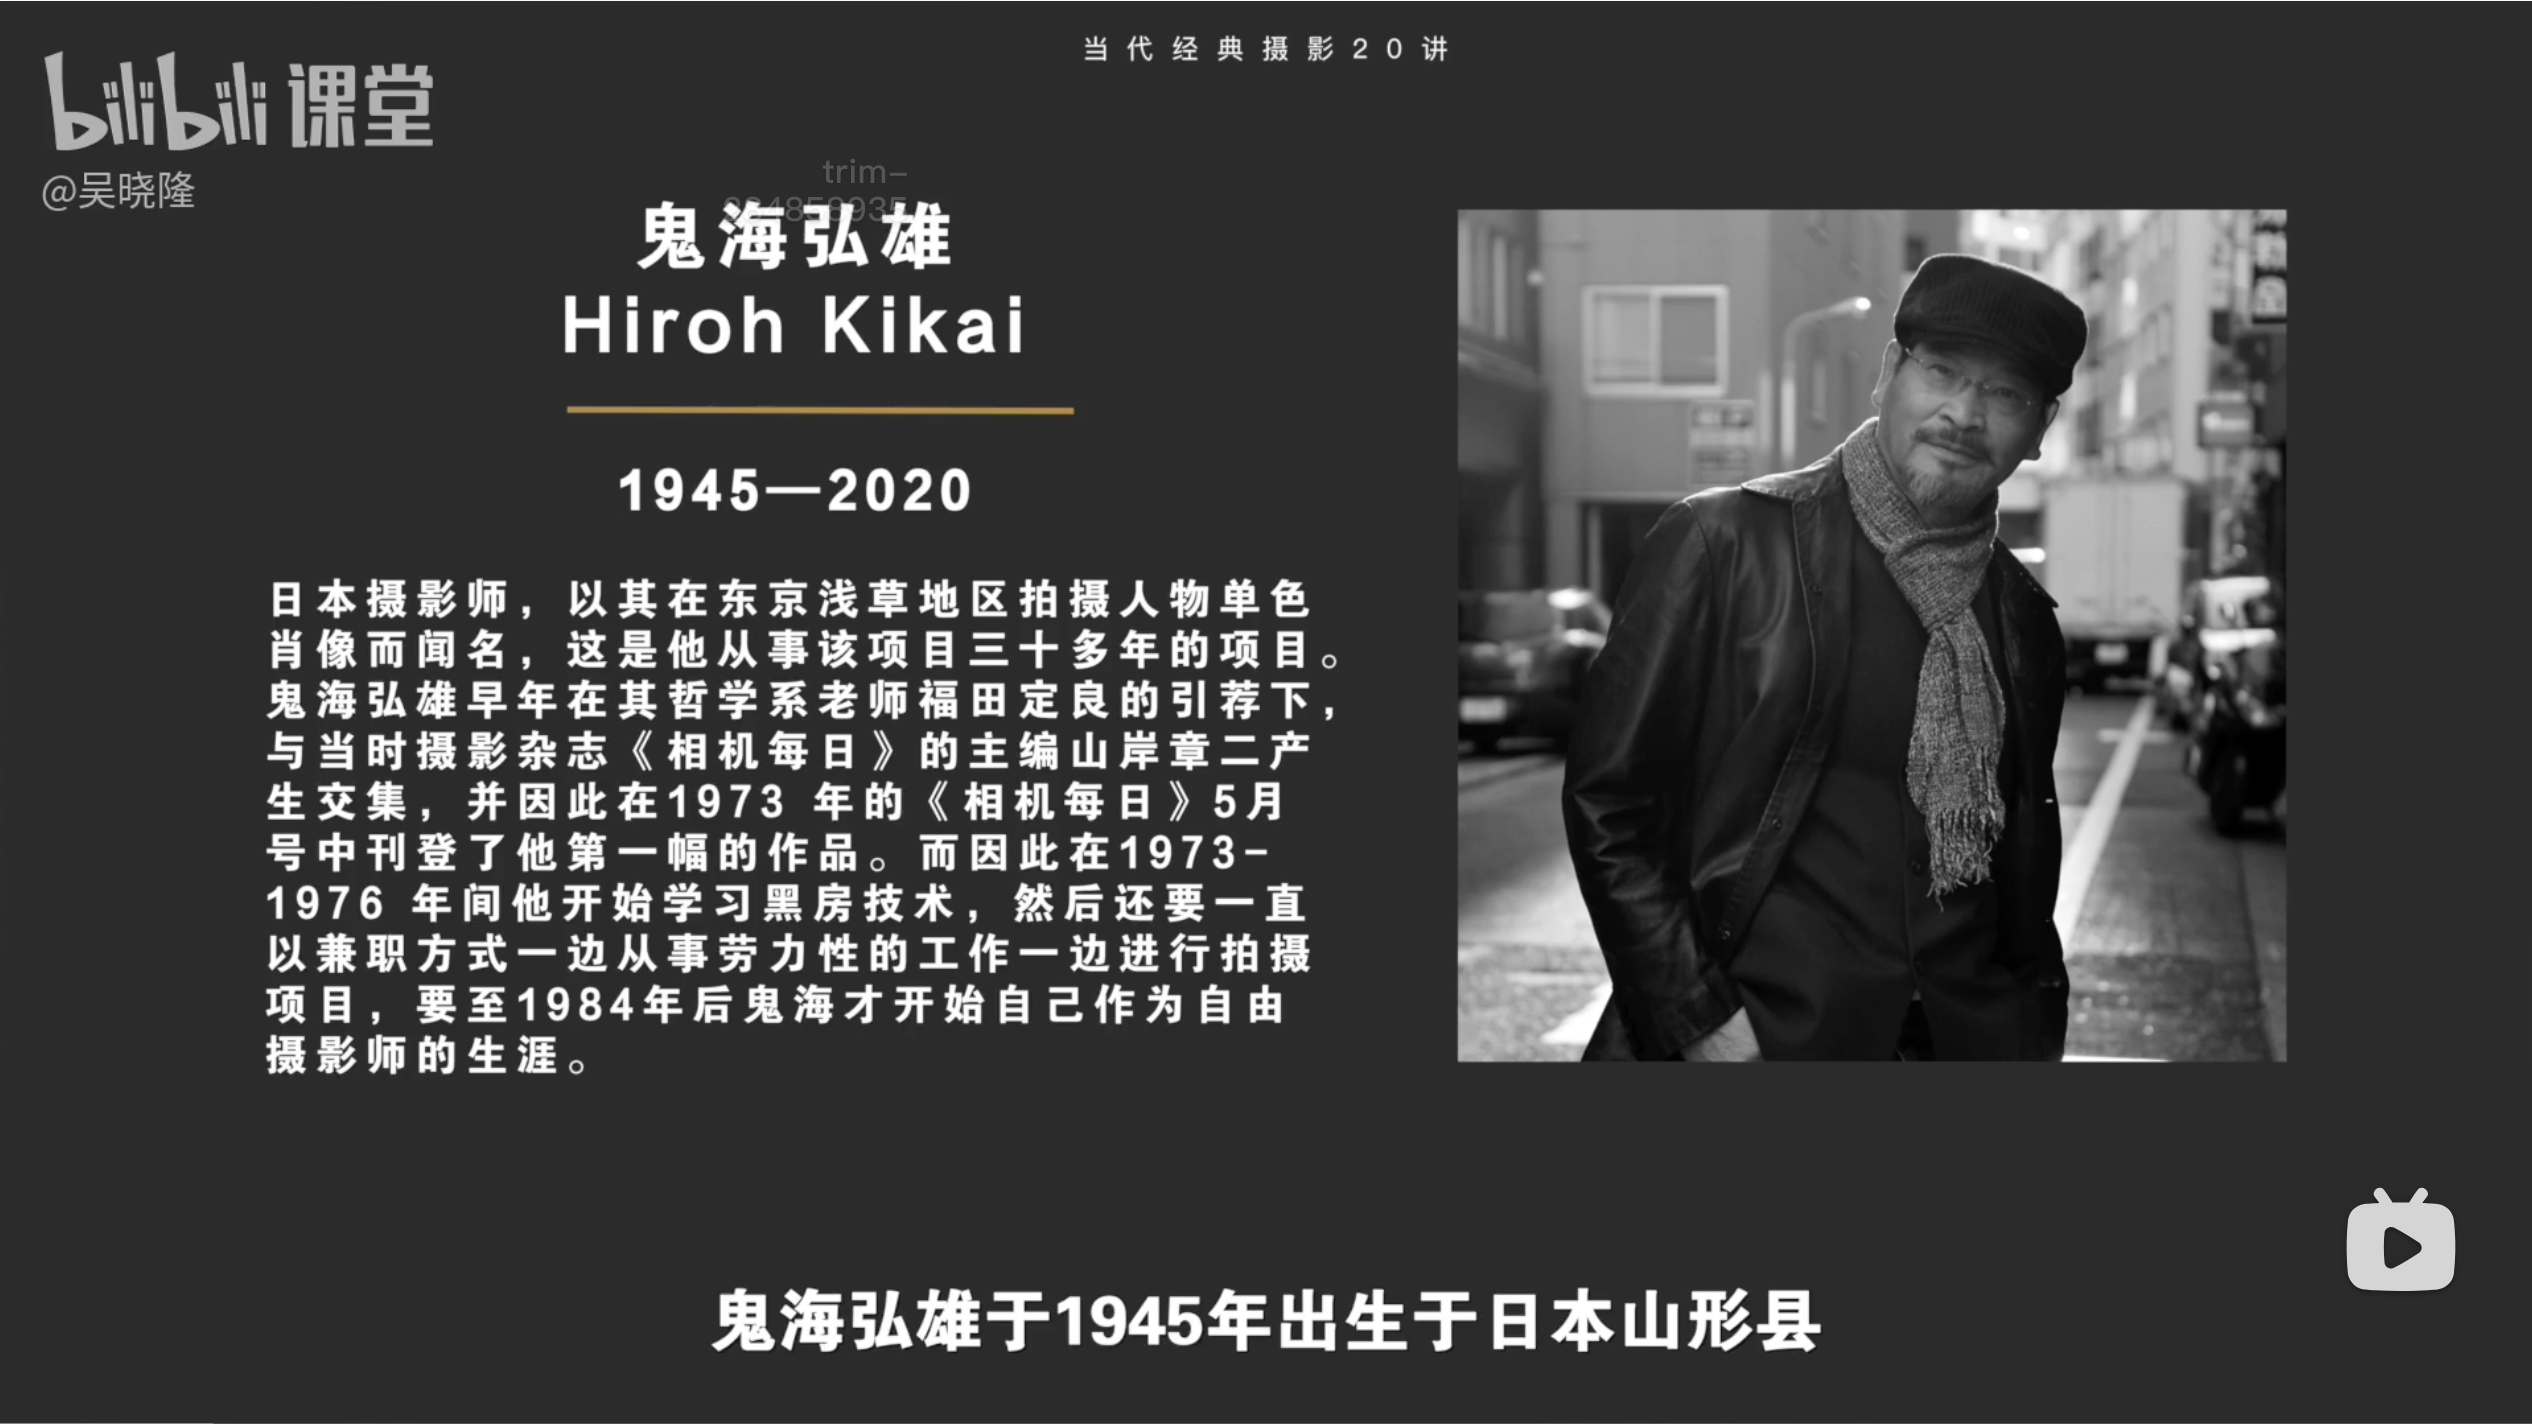 当代经典摄影20讲
bilibili 课堂
@吴晓隆
trim-
鬼海弘雄
Hiroh Kikai
1945—2020
日本摄影师，以其在东京浅草地区拍摄人物单色
肖像而闻名，这是他从事该项目三十多年的项目。
鬼海弘雄早年在其哲学系老师福田定良的引荐下，
与当时摄影杂志《相机每日》的主编山岸章二产
生交集，并因此在1973 年的《相机每日》5月
号中刊登了他第一幅的作品。而因此在1973-
1976 年间他开始学习黑房技术，然后还要一直
以兼职方式一边从事劳力性的工作一边进行拍摄
项目，要至1984年后鬼海才开始自己作为自由
摄影师的生涯。
鬼海弘雄于1945年出生于日本山形县